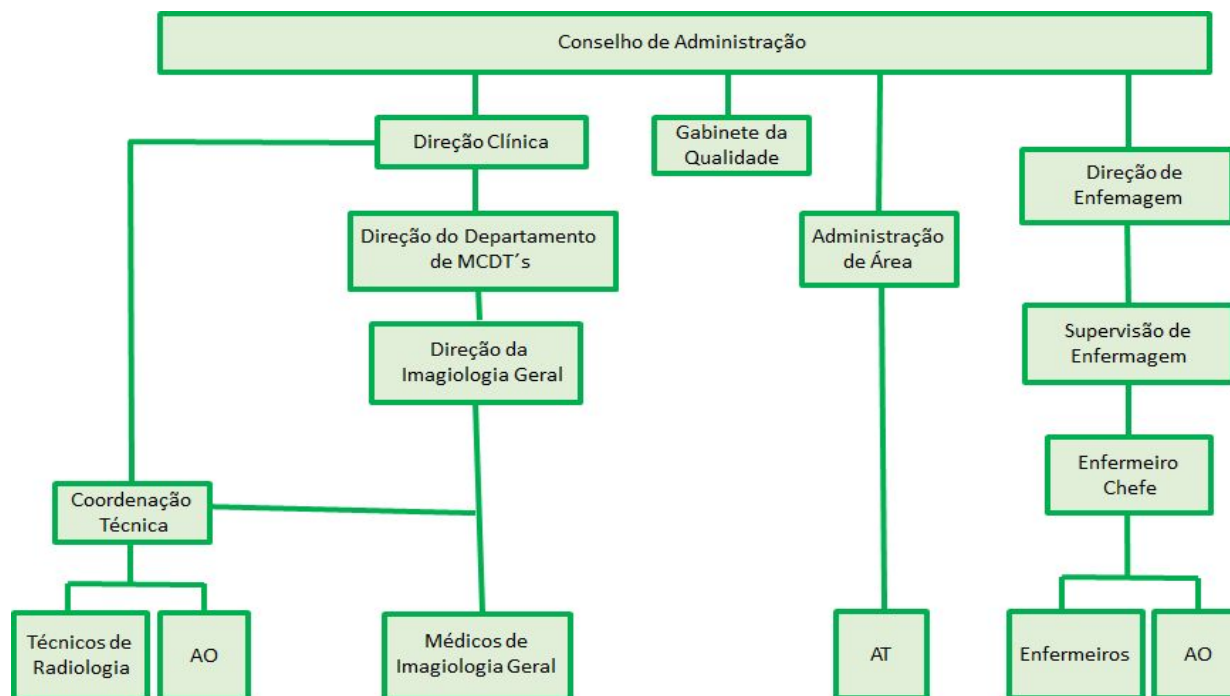 Conselho de Administração
Direção Clínica
Gabinete da
Qualidade
Direção de
Enfemagem
Direção do Departamento
de MCDT´s
Administração
de Área
Direção da
Imagiologia Geral
Supervisão de
Enfermagem
Enfermeiro
Chefe
Coordenação
Técnica
Técnicos de
Radiologia
AO
Médicos de
Imagiologia Geral
AT
Enfermeiros
AO